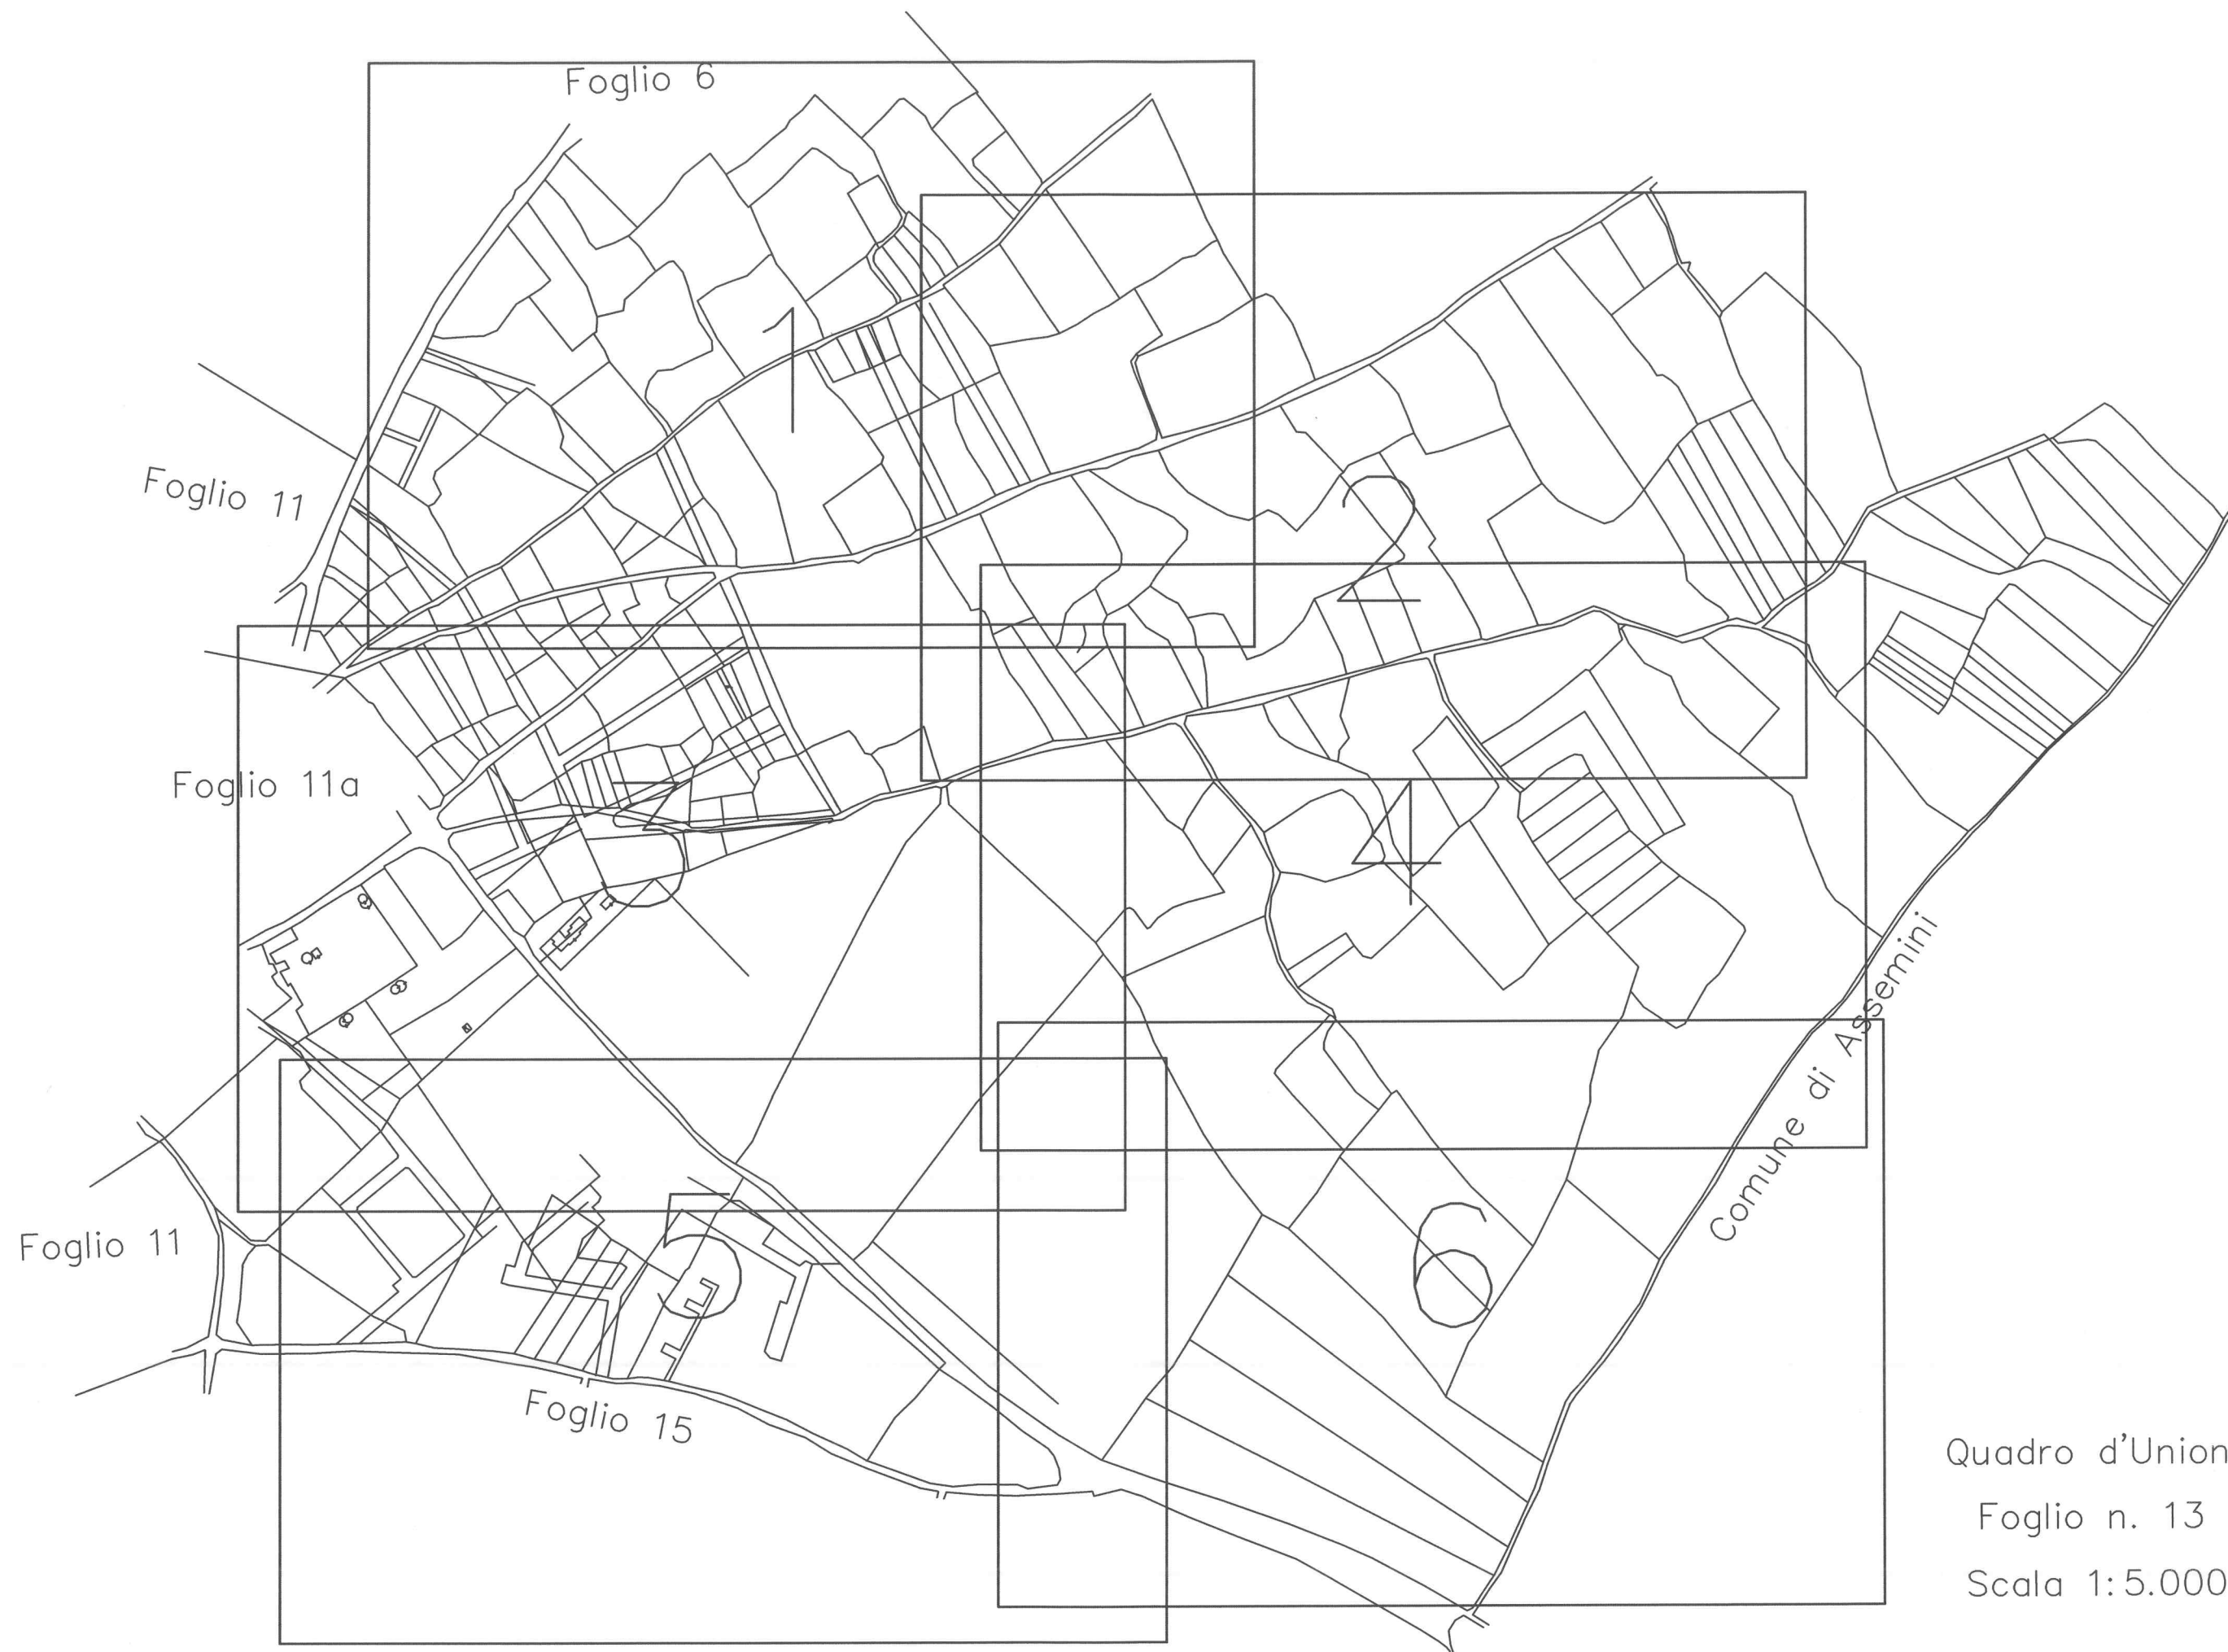 Foglio 6
1
Foglio 11
2
Foglio 11a
3
4
Comune di Assemini
Foglio 11
5
6
Foglio 15
Quadro d'Union
Foglio n. 13
Scala 1:5.000